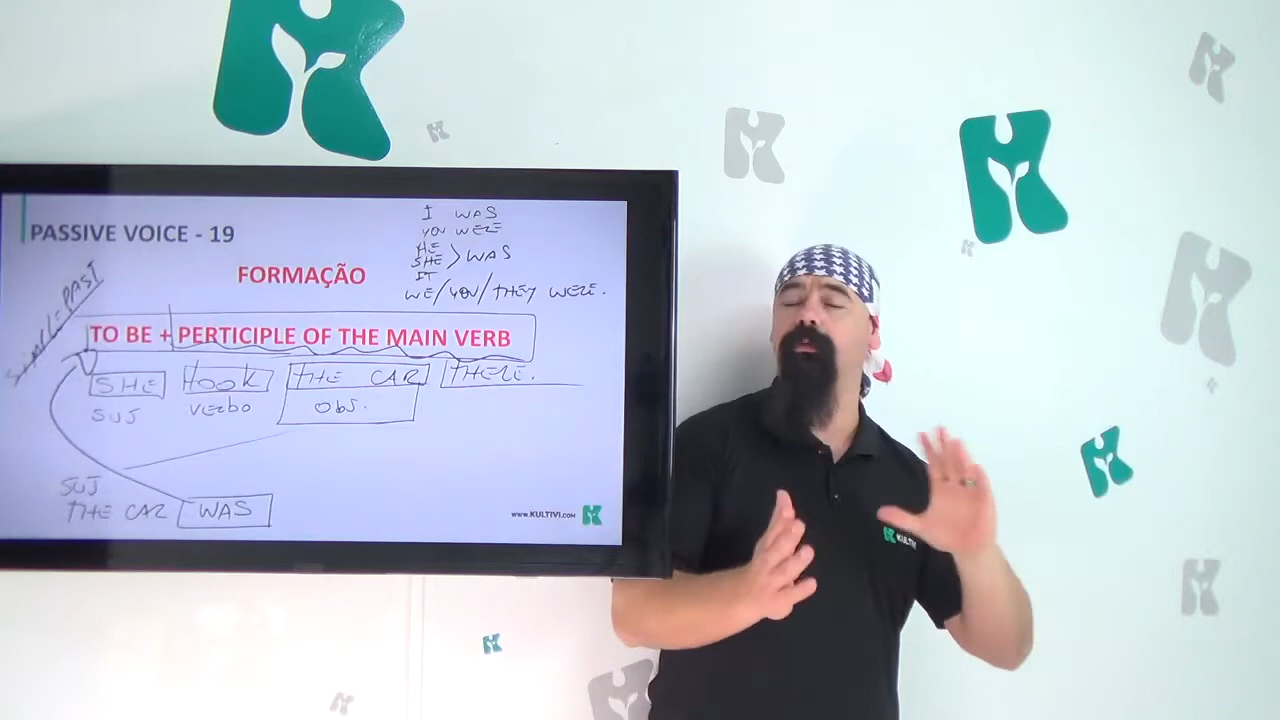 PASSIVE VOICE - 19
I WAS
YOU WERE
HE
SHE > WAS
IT
WE/YOU/THEY WERE.
FORMAÇÃO
SIMPLE PAST
TO BE + PERTICIPLE OF THE MAIN VERB
SHE TOOK THE CAR THERE.
SUJ VERBO OBJ.
SUJ
THE CAR WAS
WWW.KULTIVI.COM
KULTIVI